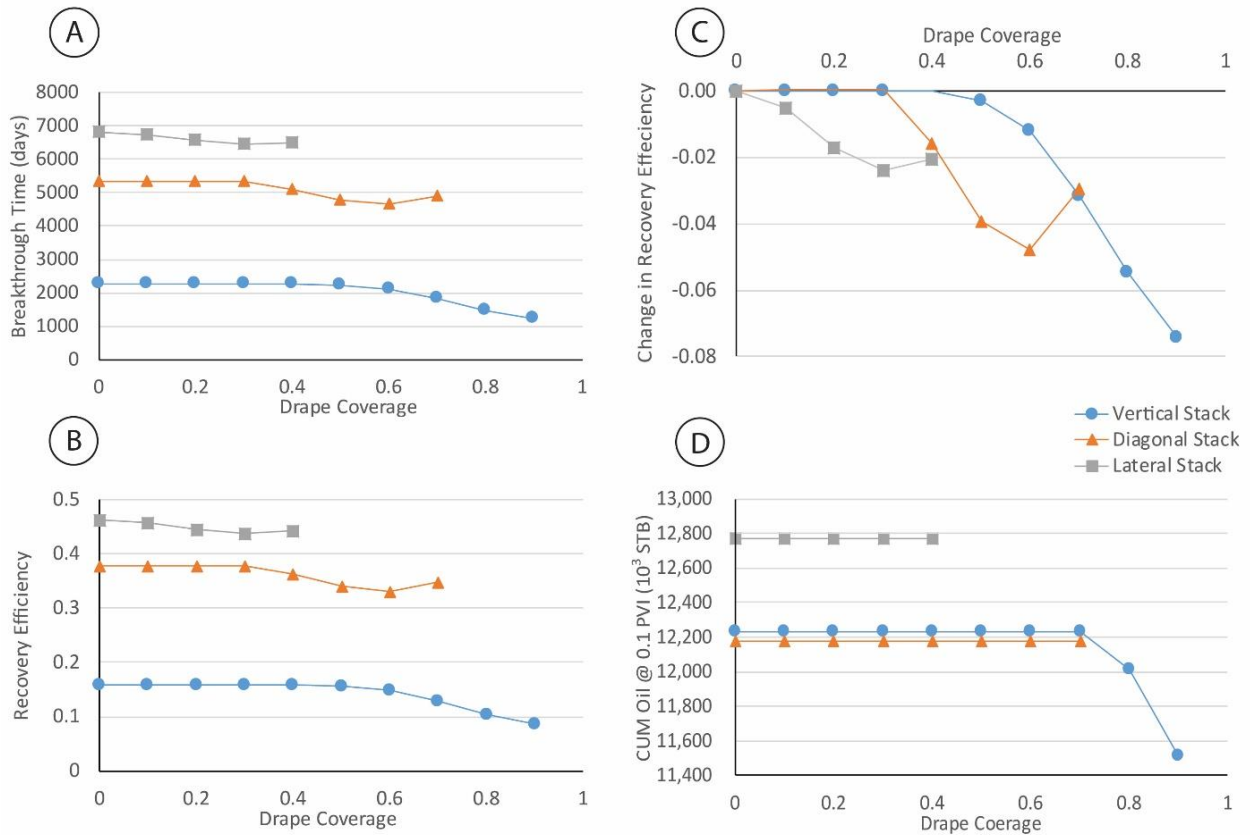 A
8000
7000
6000
5000
4000
3000
2000
1000
0
Breakthrough Time (days)
0 0.2 0.4 0.6 0.8 1
Drape Coverage
C
Drape Coverage
0 0.2 0.4 0.6 0.8 1
0.00
-0.02
-0.04
-0.06
-0.08
Change in Recovery Effeciency
B
0.5
0.4
0.3
0.2
0.1
0
Recovery Efficiency
0 0.2 0.4 0.6 0.8 1
Drape Coverage
Vertical Stack
Diagonal Stack
Lateral Stack
D
13,000
12,800
12,600
12,400
12,200
12,000
11,800
11,600
11,400
CUM Oil @ 0.1 PVI (10³ STB)
0 0.2 0.4 0.6 0.8 1
Drape Coerage